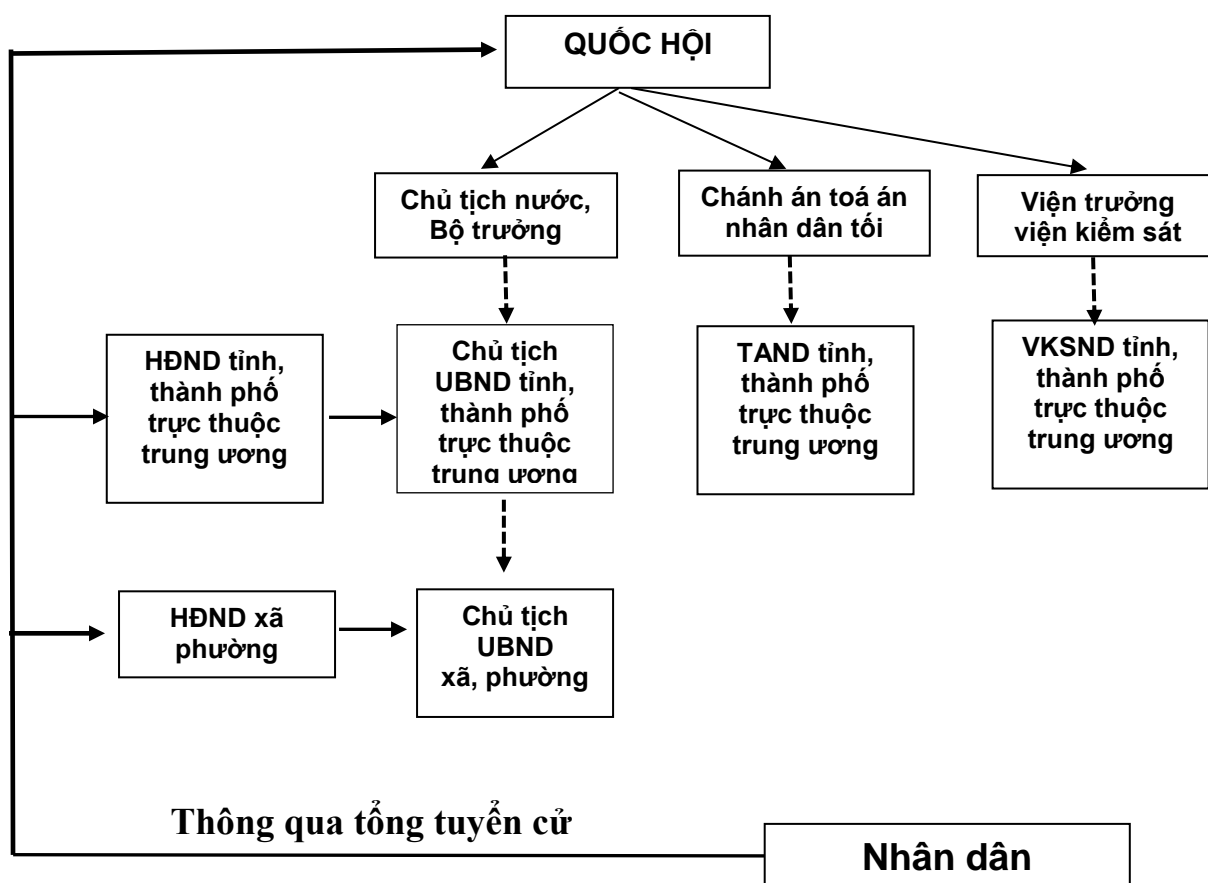 QUỐC HỘI
Chủ tịch nước,
Bộ trưởng
Chánh án toá án
nhân dân tối
Viện trưởng
viện kiểm sát
HĐND tỉnh,
thành phố
trực thuộc
trung ương
Chủ tịch
UBND tỉnh,
thành phố
trực thuộc
trung ương
TAND tỉnh,
thành phố
trực thuộc
trung ương
VKSND tỉnh,
thành phố
trực thuộc
trung ương
HĐND xã
phường
Chủ tịch
UBND
xã, phường
Thông qua tổng tuyển cử
Nhân dân